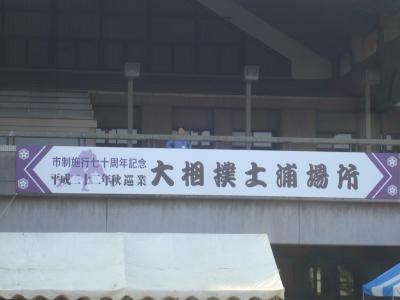 市制施行七十周年記念
平成二十二年秋巡業
大相撲土浦場所